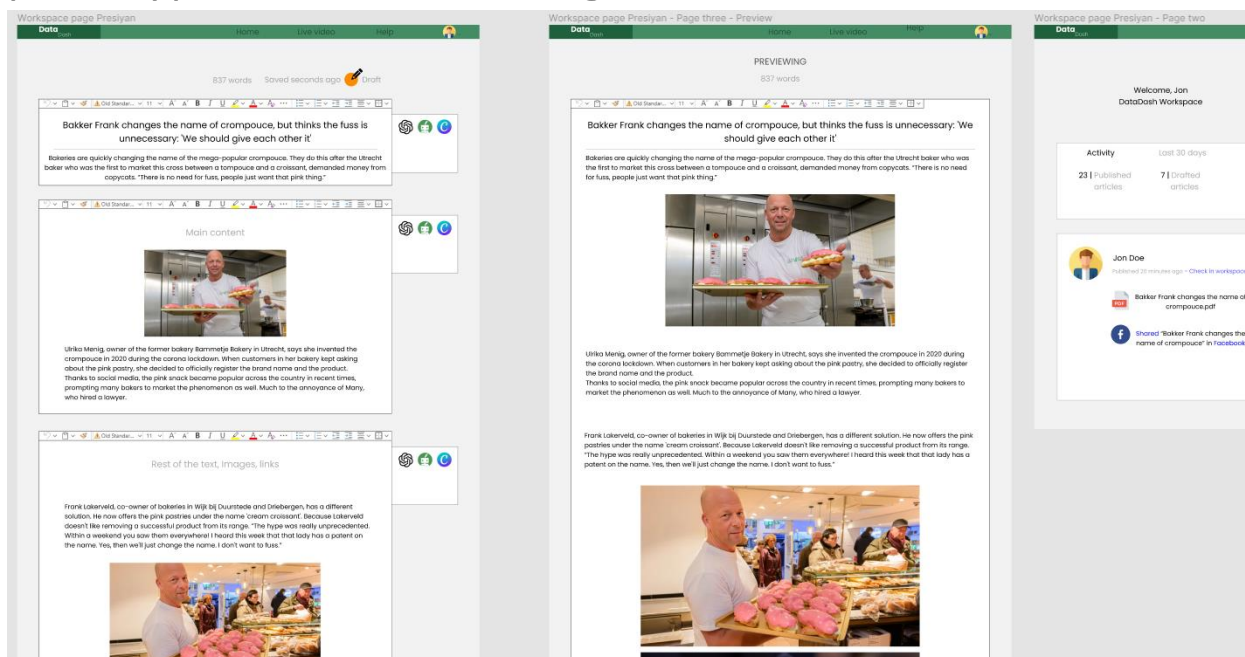 Workspace page Presiyan
Data
Dash
Home Live video Help
837 words Saved seconds ago Draft
Old Standar... 11 A A B I U A
Bakker Frank changes the name of crompouce, but thinks the fuss is
unnecessary: 'We should give each other it'
Bakeries are quickly changing the name of the mega-popular crompouce. They do this after the Utrecht
baker who was the first to market this cross between a tompouce and a croissant, demanded money from
copycats. "There is no need for fuss, people just want that pink thing."
Old Standar... 11 A A B I U A
Main content
Ulrika Menig, owner of the former bakery Bammetje Bakery in Utrecht, says she invented the
crompouce in 2020 during the corona lockdown. When customers in her bakery kept asking
about the pink pastry, she decided to officially register the brand name and the product.
Thanks to social media, the pink snack became popular across the country in recent times,
prompting many bakers to market the phenomenon as well. Much to the annoyance of Many,
who hired a lawyer.
Old Standar... 11 A A B I U A
Rest of the text, Images, links
Frank Lakerveld, co-owner of bakeries in Wijk bij Duurstede and Driebergen, has a different
solution. He now offers the pink pastries under the name 'cream croissant'. Because Lakerveld
doesn't like removing a successful product from its range. "The hype was really unprecedented.
Within a weekend you saw them everywhere! I heard this week that that lady has a patent on
the name. Yes, then we'll just change the name. I don't want to fuss."
Workspace page Presiyan - Page three - Preview
Data
Dash
Home Live video Help
PREVIEWING
837 words
Old Standar... 11 A A B I U A
Bakker Frank changes the name of crompouce, but thinks the fuss is unnecessary: 'We
should give each other it'
Bakeries are quickly changing the name of the mega-popular crompouce. They do this after the Utrecht baker who was
the first to market this cross between a tompouce and a croissant, demanded money from copycats. "There is no need
for fuss, people just want that pink thing."
Ulrika Menig, owner of the former bakery Bammetje Bakery in Utrecht, says she invented the crompouce in 2020 during
the corona lockdown. When customers in her bakery kept asking about the pink pastry, she decided to officially register
the brand name and the product.
Thanks to social media, the pink snack became popular across the country in recent times, prompting many bakers to
market the phenomenon as well. Much to the annoyance of Many, who hired a lawyer.
Frank Lakerveld, co-owner of bakeries in Wijk bij Duurstede and Driebergen, has a different solution. He now offers the pink
pastries under the name 'cream croissant'. Because Lakerveld doesn't like removing a successful product from its range.
"The hype was really unprecedented. Within a weekend you saw them everywhere! I heard this week that that lady has a
patent on the name. Yes, then we'll just change the name. I don't want to fuss."
Workspace page Presiyan - Page two
Data
Dash
Welcome, Jon
DataDash Workspace
Activity Last 30 days
23 | Published articles
7 | Drafted articles
Jon Doe
Published 20 minutes ago - Check in workspace
PDF
Bakker Frank changes the name of
crompouce.pdf
Shared "Bakker Frank changes the
name of crompouce" in Facebook